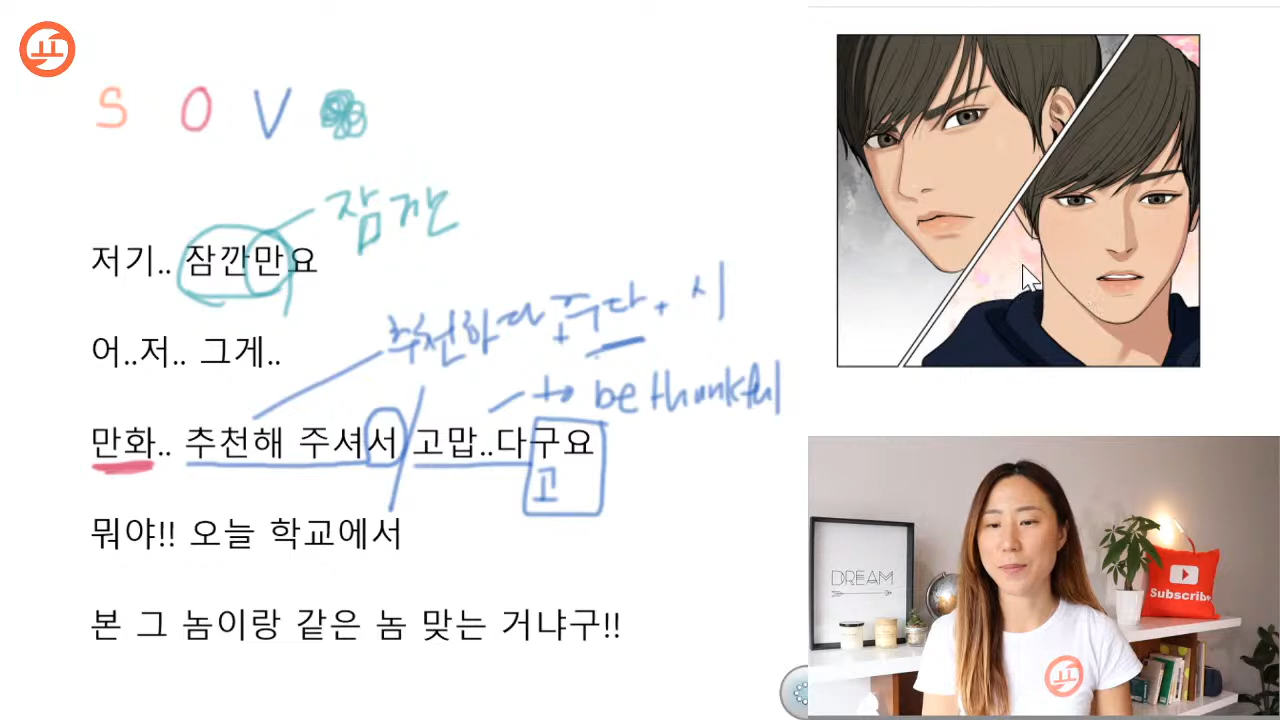 S O V
잠깐
저기.. 잠깐만요
추천하다 + 주다 + 시
어..저.. 그게..
to be thankful
만화.. 추천해 주셔서 고맙..다구요
고
뭐야!! 오늘 학교에서
본 그 놈이랑 같은 놈 맞는 거냐구!!
DREAM
Subscribe